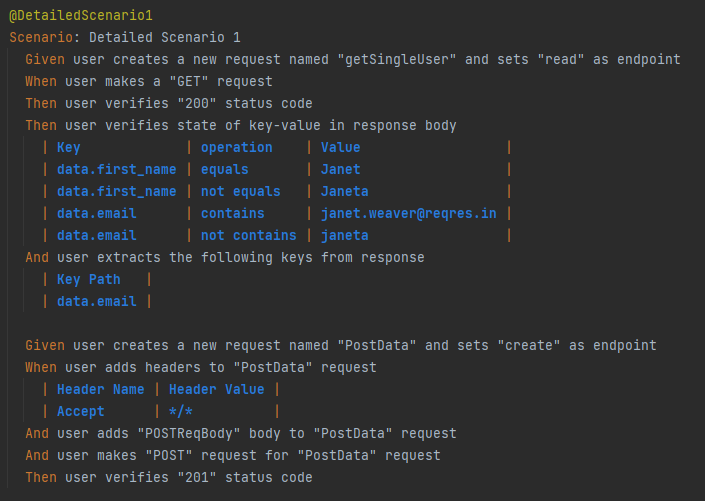 @DetailedScenario1
Scenario: Detailed Scenario 1
Given user creates a new request named "getSingleUser" and sets "read" as endpoint
When user makes a "GET" request
Then user verifies "200" status code
Then user verifies state of key-value in response body
| Key | operation | Value |
| data.first_name | equals | Janet |
| data.first_name | not equals | Janeta |
| data.email | contains | janet.weaver@reqres.in |
| data.email | not contains | janeta |
And user extracts the following keys from response
| Key Path |
| data.email |
Given user creates a new request named "PostData" and sets "create" as endpoint
When user adds headers to "PostData" request
| Header Name | Header Value |
| Accept | */* |
And user adds "POSTReqBody" body to "PostData" request
And user makes "POST" request for "PostData" request
Then user verifies "201" status code